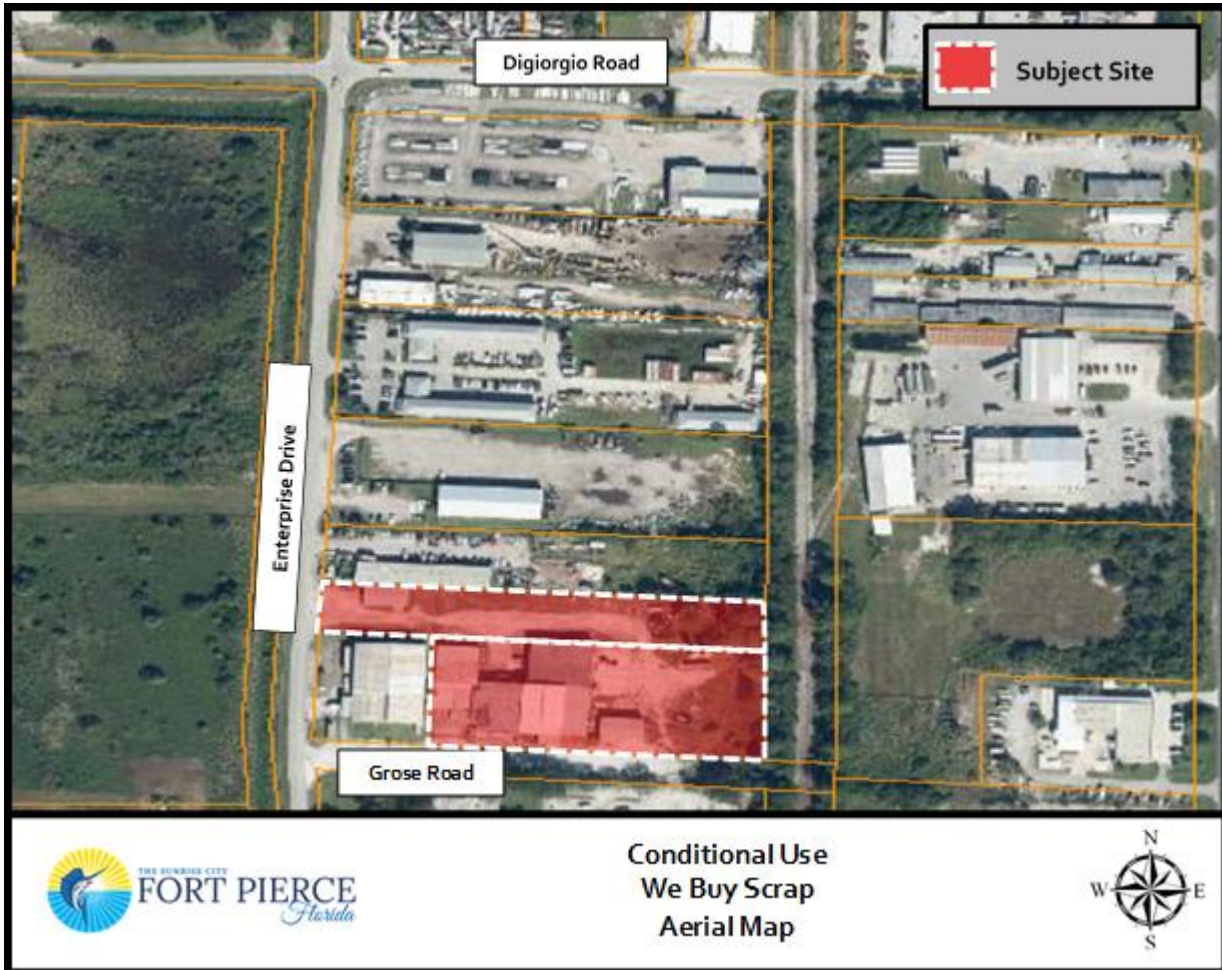 Digiorgio Road
Subject Site
Enterprise Drive
Grose Road
THE SUNRISE CITY
FORT PIERCE
Florida
Conditional Use
We Buy Scrap
Aerial Map
N
W
E
S